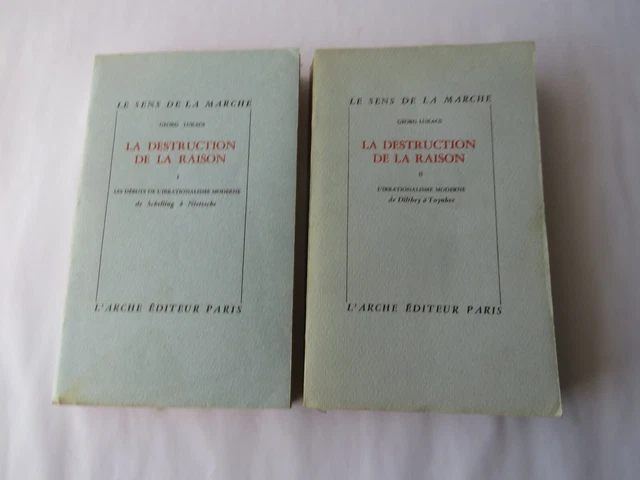 LE SENS DE LA MARCHE
GEORG LUKACS
LA DESTRUCTION
DE LA RAISON
I
LES DÉBUTS DE L'IRRATIONALISME MODERNE
de Schelling à Nietzsche
L'ARCHE ÉDITEUR PARIS
LE SENS DE LA MARCHE
GEORG LUKACS
LA DESTRUCTION
DE LA RAISON
II
L'IRRATIONALISME MODERNE
de Dilthey à Toynbee
L'ARCHE ÉDITEUR PARIS